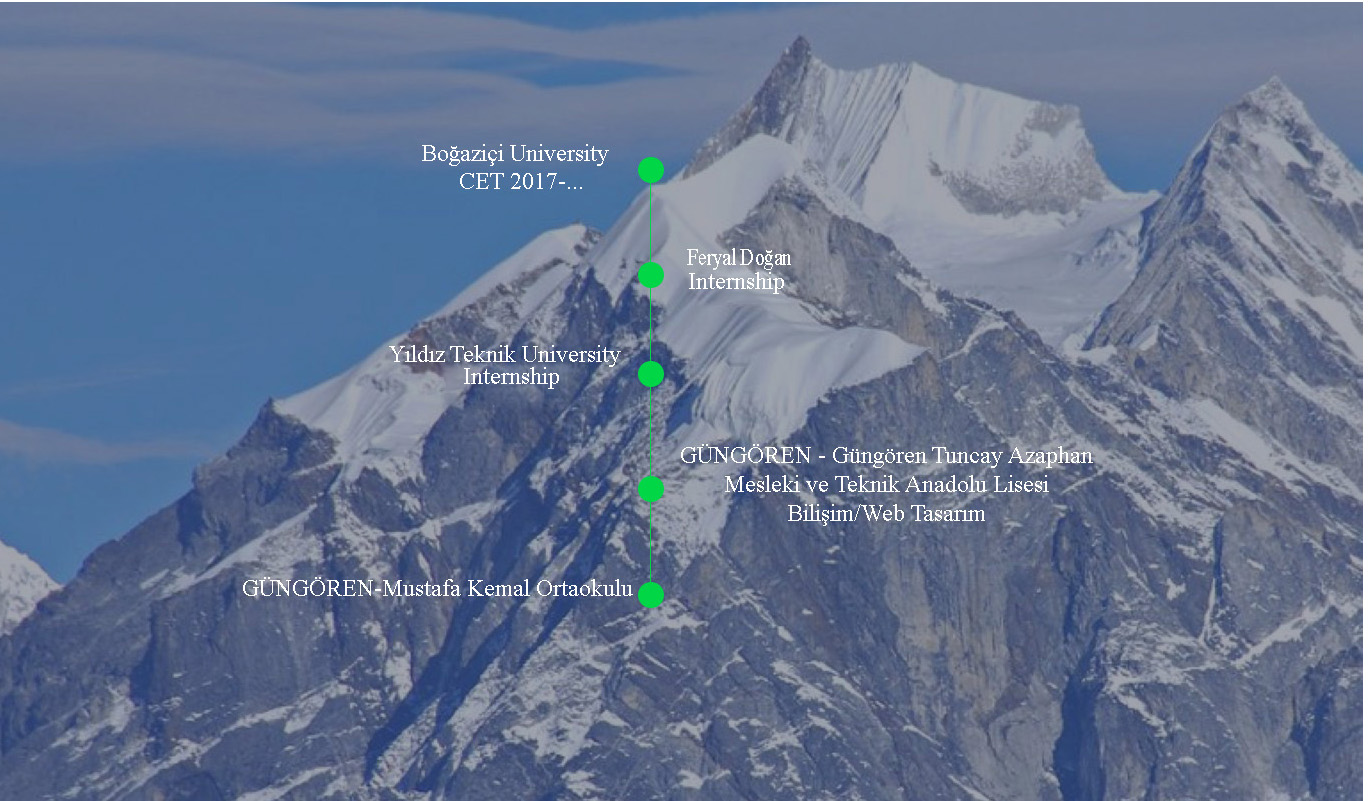 Boğaziçi University
CET 2017-...
Feryal Doğan
Internship
Yıldız Teknik University
Internship
GÜNGÖREN - Güngören Tuncay Azaphan
Mesleki ve Teknik Anadolu Lisesi
Bilişim/Web Tasarım
GÜNGÖREN-Mustafa Kemal Ortaokulu